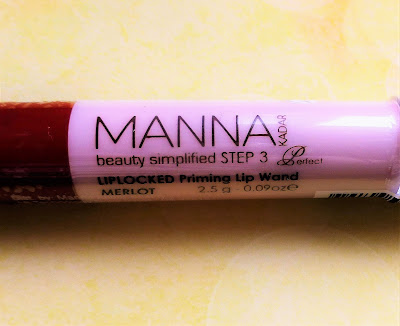 MANNA
KADAR
beauty simplified STEP 3 Perfect
LIPLOCKED Priming Lip Wand
MERLOT 2.5 g - 0.09oz℮